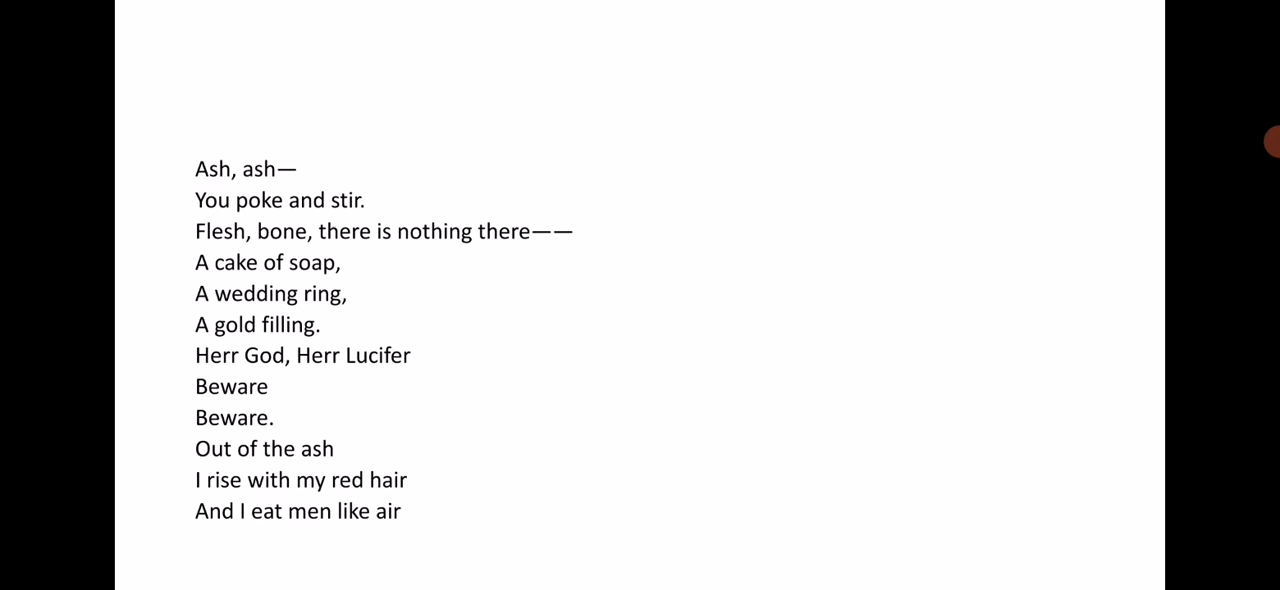 Ash, ash—
You poke and stir.
Flesh, bone, there is nothing there——
A cake of soap,
A wedding ring,
A gold filling.
Herr God, Herr Lucifer
Beware
Beware.
Out of the ash
I rise with my red hair
And I eat men like air